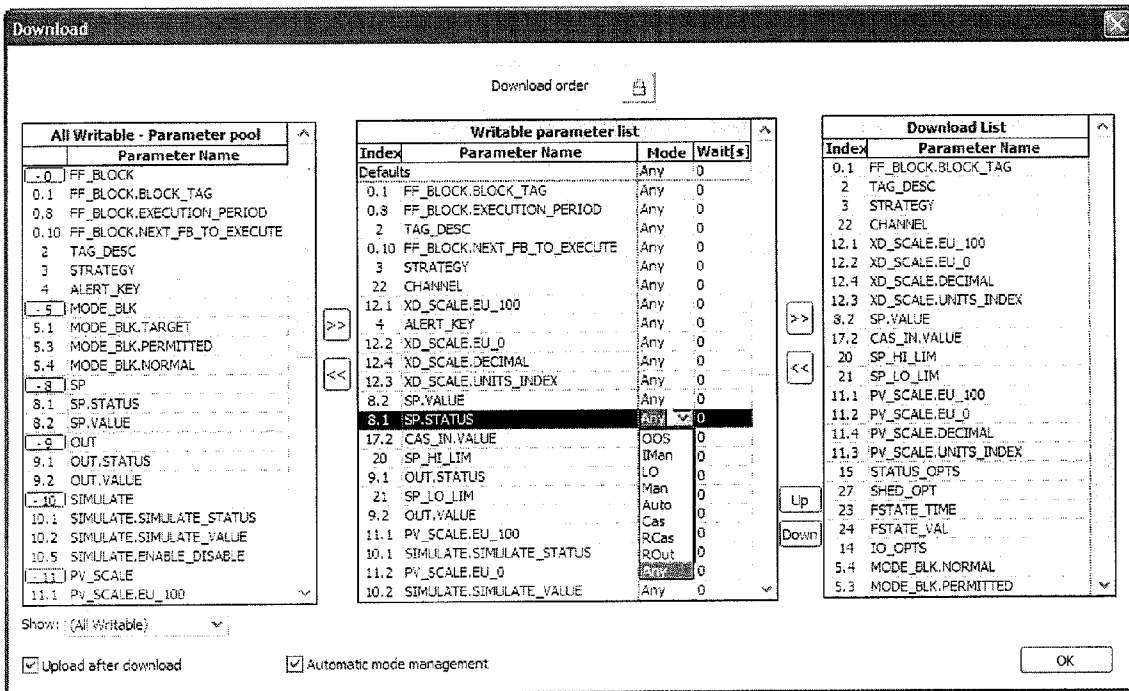 Download
Download order
All Writable - Parameter pool
Parameter Name
- 0 FF_BLOCK
0.1 FF_BLOCK.BLOCK_TAG
0.8 FF_BLOCK.EXECUTION_PERIOD
0.10 FF_BLOCK.NEXT_FB_TO_EXECUTE
2 TAG_DESC
3 STRATEGY
4 ALERT_KEY
- 5 MODE_BLK
5.1 MODE_BLK.TARGET
5.3 MODE_BLK.PERMITTED
5.4 MODE_BLK.NORMAL
- 8 SP
8.1 SP.STATUS
8.2 SP.VALUE
- 9 OUT
9.1 OUT.STATUS
9.2 OUT.VALUE
- 10 SIMULATE
10.1 SIMULATE.SIMULATE_STATUS
10.2 SIMULATE.SIMULATE_VALUE
10.5 SIMULATE.ENABLE_DISABLE
- 11 PV_SCALE
11.1 PV_SCALE.EU_100
Show: (All Writable)
>>
<<
Writable parameter list
Index Parameter Name Mode Wait[s]
Defaults Any 0
0.1 FF_BLOCK.BLOCK_TAG Any 0
0.8 FF_BLOCK.EXECUTION_PERIOD Any 0
2 TAG_DESC Any 0
0.10 FF_BLOCK.NEXT_FB_TO_EXECUTE Any 0
3 STRATEGY Any 0
22 CHANNEL Any 0
12.1 XD_SCALE.EU_100 Any 0
4 ALERT_KEY Any 0
12.2 XD_SCALE.EU_0 Any 0
12.4 XD_SCALE.DECIMAL Any 0
12.3 XD_SCALE.UNITS_INDEX Any 0
8.2 SP.VALUE Any 0
8.1 SP.STATUS Any 0
17.2 CAS_IN.VALUE OOS 0
20 SP_HI_LIM IMan 0
9.1 OUT.STATUS LO 0
21 SP_LO_LIM Man 0
9.2 OUT.VALUE Auto 0
11.1 PV_SCALE.EU_100 Cas 0
10.1 SIMULATE.SIMULATE_STATUS RCas 0
11.2 PV_SCALE.EU_0 ROut 0
Any
10.2 SIMULATE.SIMULATE_VALUE Any 0
>>
<<
Up
Down
Download List
Index Parameter Name
0.1 FF_BLOCK.BLOCK_TAG
2 TAG_DESC
3 STRATEGY
22 CHANNEL
12.1 XD_SCALE.EU_100
12.2 XD_SCALE.EU_0
12.4 XD_SCALE.DECIMAL
12.3 XD_SCALE.UNITS_INDEX
8.2 SP.VALUE
17.2 CAS_IN.VALUE
20 SP_HI_LIM
21 SP_LO_LIM
11.1 PV_SCALE.EU_100
11.2 PV_SCALE.EU_0
11.4 PV_SCALE.DECIMAL
11.3 PV_SCALE.UNITS_INDEX
15 STATUS_OPTS
27 SHED_OPT
23 FSTATE_TIME
24 FSTATE_VAL
14 IO_OPTS
5.4 MODE_BLK.NORMAL
5.3 MODE_BLK.PERMITTED
Upload after download
Automatic mode management
OK